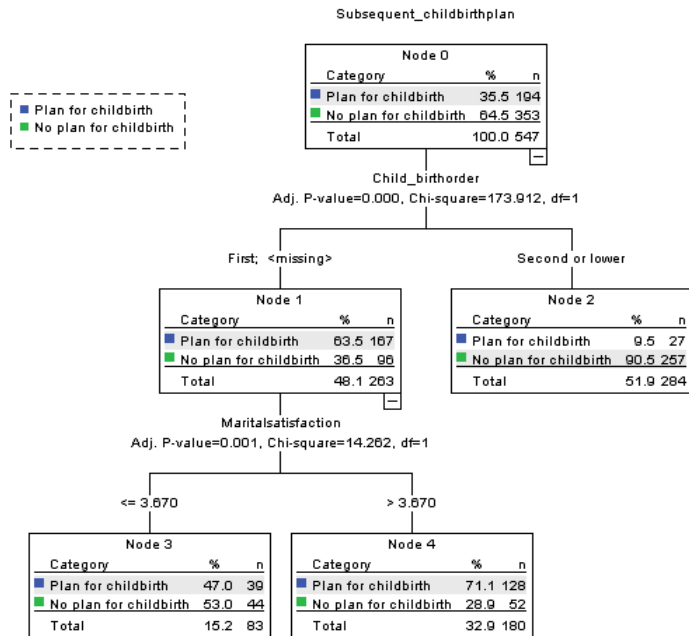 Subsequent_childbirthplan
Plan for childbirth
No plan for childbirth
Node 0
Category % n
Plan for childbirth 35.5 194
No plan for childbirth 64.5 353
Total 100.0 547
Child_birthorder
Adj. P-value=0.000, Chi-square=173.912, df=1
First; <missing>
Second or lower
Node 1
Category % n
Plan for childbirth 63.5 167
No plan for childbirth 36.5 96
Total 48.1 263
Node 2
Category % n
Plan for childbirth 9.5 27
No plan for childbirth 90.5 257
Total 51.9 284
Maritalsatisfaction
Adj. P-value=0.001, Chi-square=14.262, df=1
<= 3.670
> 3.670
Node 3
Category % n
Plan for childbirth 47.0 39
No plan for childbirth 53.0 44
Total 15.2 83
Node 4
Category % n
Plan for childbirth 71.1 128
No plan for childbirth 28.9 52
Total 32.9 180